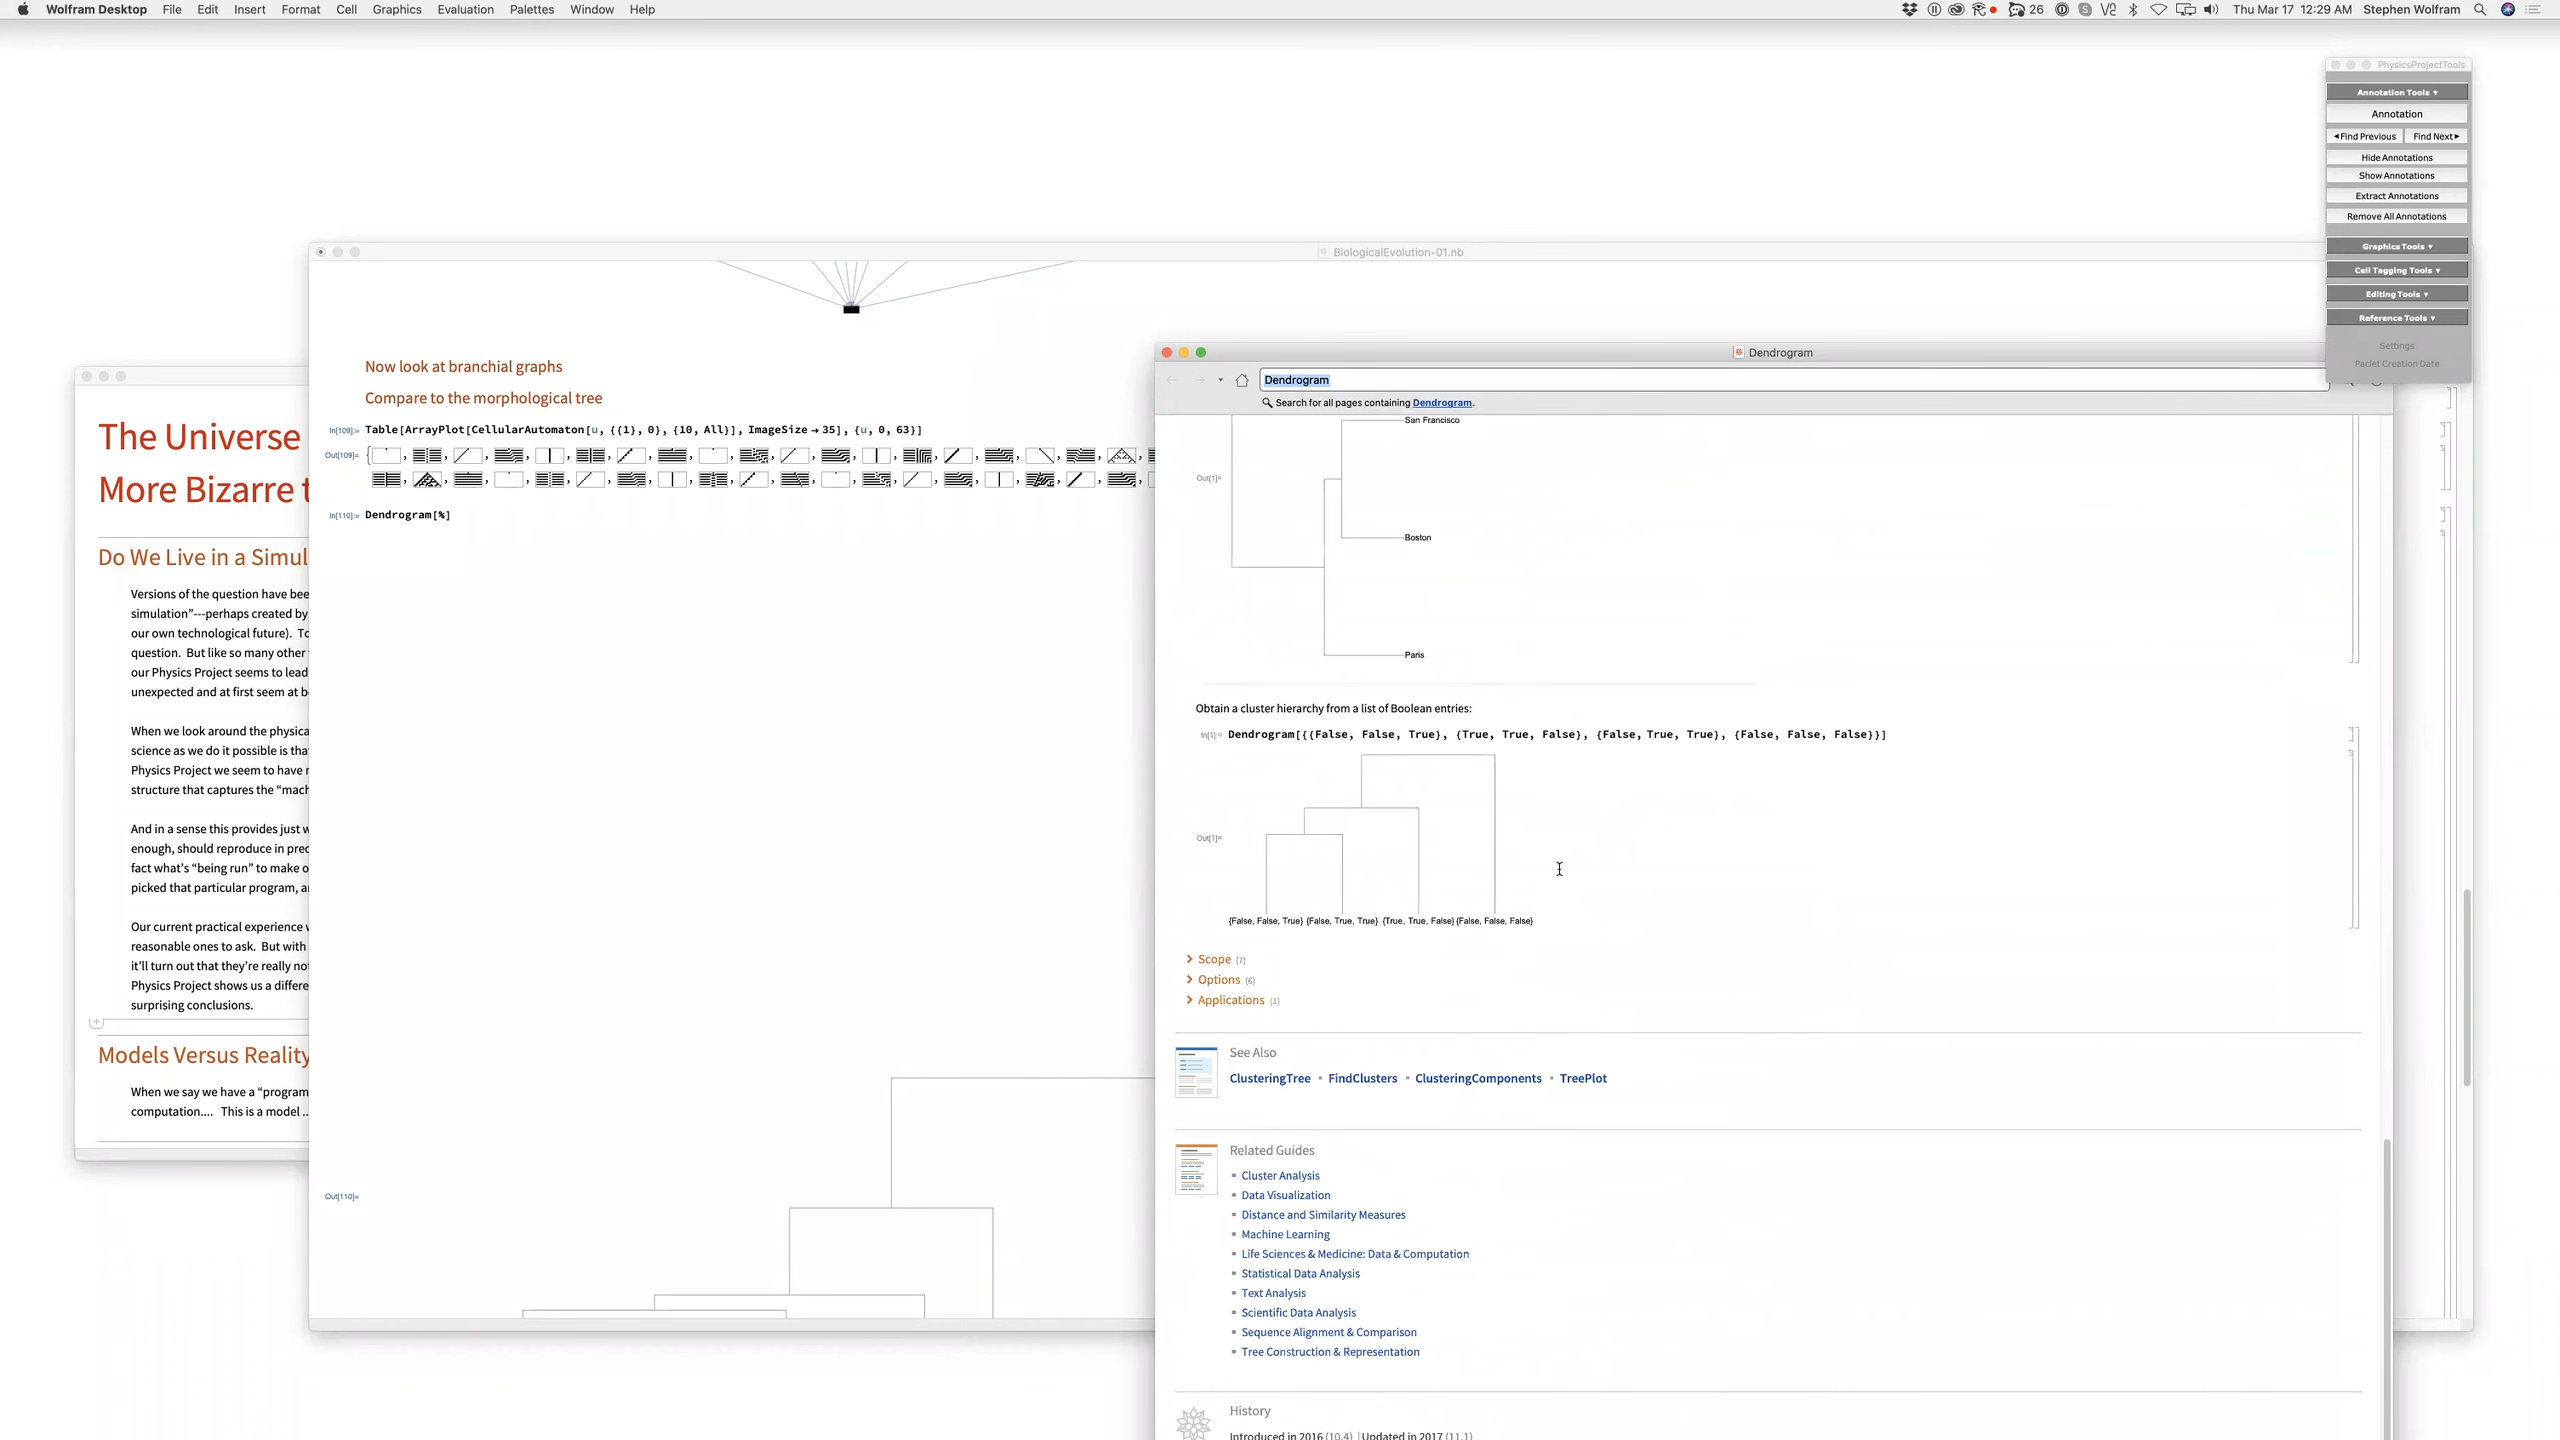 Wolfram Desktop File Edit Insert Format Cell Graphics Evaluation Palettes Window Help
26 Thu Mar 17 12:29 AM Stephen Wolfram
PhysicsProjectTools
Annotation Tools ▾
Annotation
◂Find Previous Find Next▸
Hide Annotations
Show Annotations
Extract Annotations
Remove All Annotations
Graphics Tools ▾
Cell Tagging Tools ▾
Editing Tools ▾
Reference Tools ▾
Settings
Paclet Creation Date
The Universe
More Bizarre
Do We Live in a Simul
Versions of the question have bee
simulation”---perhaps created by
our own technological future). To
question. But like so many other
our Physics Project seems to lead
unexpected and at first seem at b
When we look around the physica
science as we do it possible is tha
Physics Project we seem to have
structure that captures the “mach
And in a sense this provides just w
enough, should reproduce in prec
fact what’s “being run” to make o
picked that particular program, a
Our current practical experience
reasonable ones to ask. But with
it’ll turn out that they’re really no
Physics Project shows us a differe
surprising conclusions.
Models Versus Reality
When we say we have a “program
computation.... This is a model ..
BiologicalEvolution-01.nb
Now look at branchial graphs
Compare to the morphological tree
In[109]:= Table[ArrayPlot[CellularAutomaton[u, {{1}, 0}, {10, All}], ImageSize → 35], {u, 0, 63}]
Out[109]=
In[110]:= Dendrogram[%]
Out[110]=
Dendrogram
Dendrogram
Search for all pages containing Dendrogram.
San Francisco
Out[1]=
Boston
Paris
Obtain a cluster hierarchy from a list of Boolean entries:
In[1]:= Dendrogram[{{False, False, True}, {True, True, False}, {False, True, True}, {False, False, False}}]
Out[1]=
{False, False, True} {False, True, True} {True, True, False} {False, False, False}
Scope (7)
Options (6)
Applications (1)
See Also
ClusteringTree ▪ FindClusters ▪ ClusteringComponents ▪ TreePlot
Related Guides
▪ Cluster Analysis
▪ Data Visualization
▪ Distance and Similarity Measures
▪ Machine Learning
▪ Life Sciences & Medicine: Data & Computation
▪ Statistical Data Analysis
▪ Text Analysis
▪ Scientific Data Analysis
▪ Sequence Alignment & Comparison
▪ Tree Construction & Representation
History
Introduced in 2016 (10.4) | Updated in 2017 (11.1)